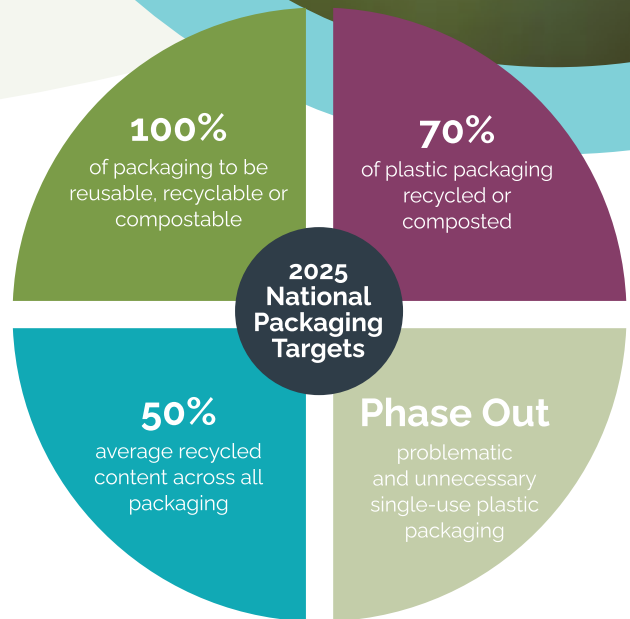 100%
of packaging to be
reusable, recyclable or
compostable
70%
of plastic packaging
recycled or
composted
2025
National
Packaging
Targets
50%
average recycled
content across all
packaging
Phase Out
problematic
and unnecessary
single-use plastic
packaging